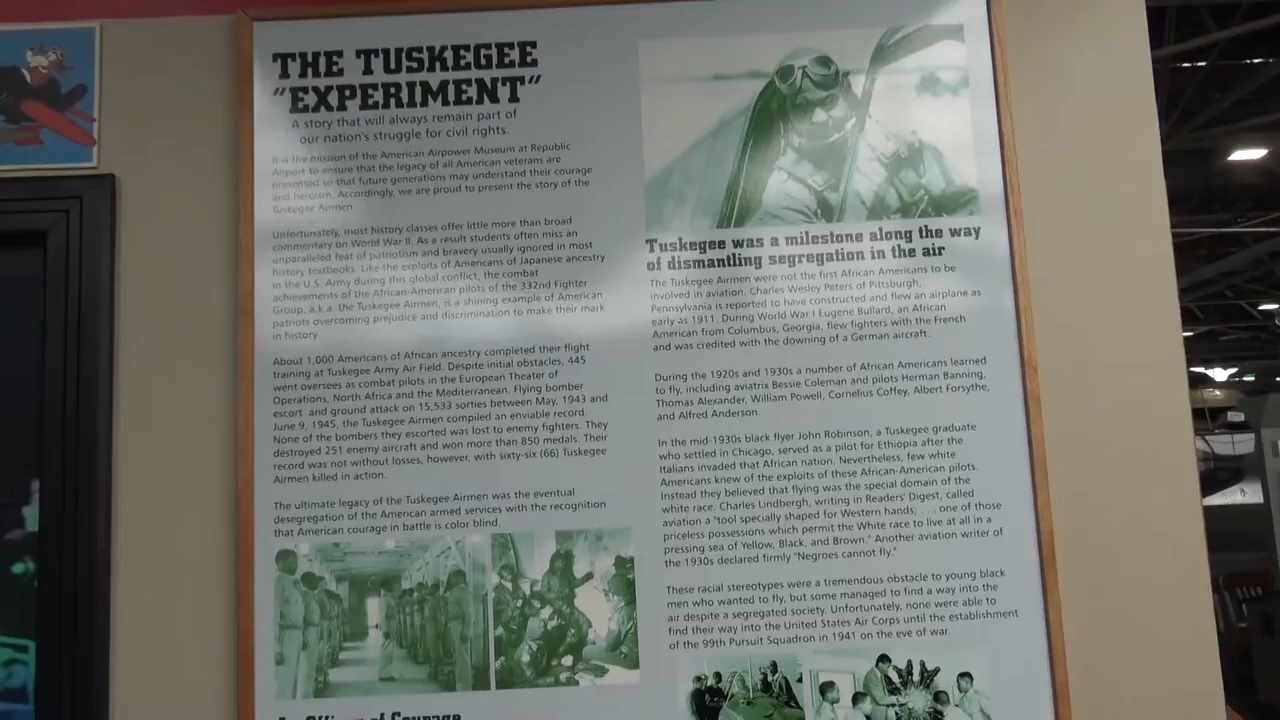 THE TUSKEGEE
"EXPERIMENT"
A story that will always remain part of
our nation's struggle for civil rights.
It is the mission of the American Airpower Museum at Republic
Airport to ensure that the legacy of all American veterans are
presented so that future generations may understand their courage
and heroism. Accordingly, we are proud to present the story of the
Tuskegee Airmen.
Unfortunately, most history classes offer little more than broad
commentary on World War II. As a result students often miss an
unparalleled feat of patriotism and bravery usually ignored in most
history textbooks. Like the exploits of Americans of Japanese ancestry
in the U.S. Army during this global conflict, the combat
achievements of the African-American pilots of the 332nd Fighter
Group, a.k.a. the Tuskegee Airmen, is a shining example of American
patriots overcoming prejudice and discrimination to make their mark
in history.
About 1,000 Americans of African ancestry completed their flight
training at Tuskegee Army Air Field. Despite initial obstacles, 445
went overseas as combat pilots in the European Theater of
Operations, North Africa and the Mediterranean. Flying bomber
escort and ground attack on 15,533 sorties between May, 1943 and
June 9, 1945, the Tuskegee Airmen compiled an enviable record.
None of the bombers they escorted was lost to enemy fighters. They
destroyed 251 enemy aircraft and won more than 850 medals. Their
record was not without losses, however, with sixty-six (66) Tuskegee
Airmen killed in action.
The ultimate legacy of the Tuskegee Airmen was the eventual
desegregation of the American armed services with the recognition
that American courage in battle is color blind.
Tuskegee was a milestone along the way
of dismantling segregation in the air
The Tuskegee Airmen were not the first African Americans to be
involved in aviation. Charles Wesley Peters of Pittsburgh,
Pennsylvania is reported to have constructed and flew an airplane as
early as 1911. During World War I Eugene Bullard, an African
American from Columbus, Georgia, flew fighters with the French
and was credited with the downing of a German aircraft.
During the 1920s and 1930s a number of African Americans learned
to fly, including aviatrix Bessie Coleman and pilots Herman Banning,
Thomas Alexander, William Powell, Cornelius Coffey, Albert Forsythe,
and Alfred Anderson.
In the mid-1930s black flyer John Robinson, a Tuskegee graduate
who settled in Chicago, served as a pilot for Ethiopia after the
Italians invaded that African nation. Nevertheless, few white
Americans knew of the exploits of these African-American pilots.
Instead they believed that flying was the special domain of the
white race. Charles Lindbergh, writing in Readers' Digest, called
aviation a "tool specially shaped for Western hands; . . . one of those
priceless possessions which permit the White race to live at all in a
pressing sea of Yellow, Black, and Brown." Another aviation writer of
the 1930s declared firmly "Negroes cannot fly."
These racial stereotypes were a tremendous obstacle to young black
men who wanted to fly, but some managed to find a way into the
air despite a segregated society. Unfortunately, none were able to
find their way into the United States Air Corps until the establishment
of the 99th Pursuit Squadron in 1941 on the eve of war.
of Courage